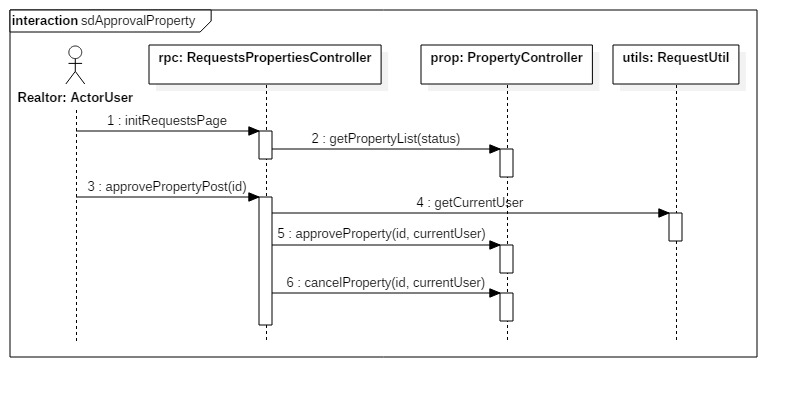 interaction sdApprovalProperty
rpc: RequestsPropertiesController
prop: PropertyController
utils: RequestUtil
Realtor: ActorUser
1 : initRequestsPage
2 : getPropertyList(status)
3 : approvePropertyPost(id)
4 : getCurrentUser
5 : approveProperty(id, currentUser)
6 : cancelProperty(id, currentUser)